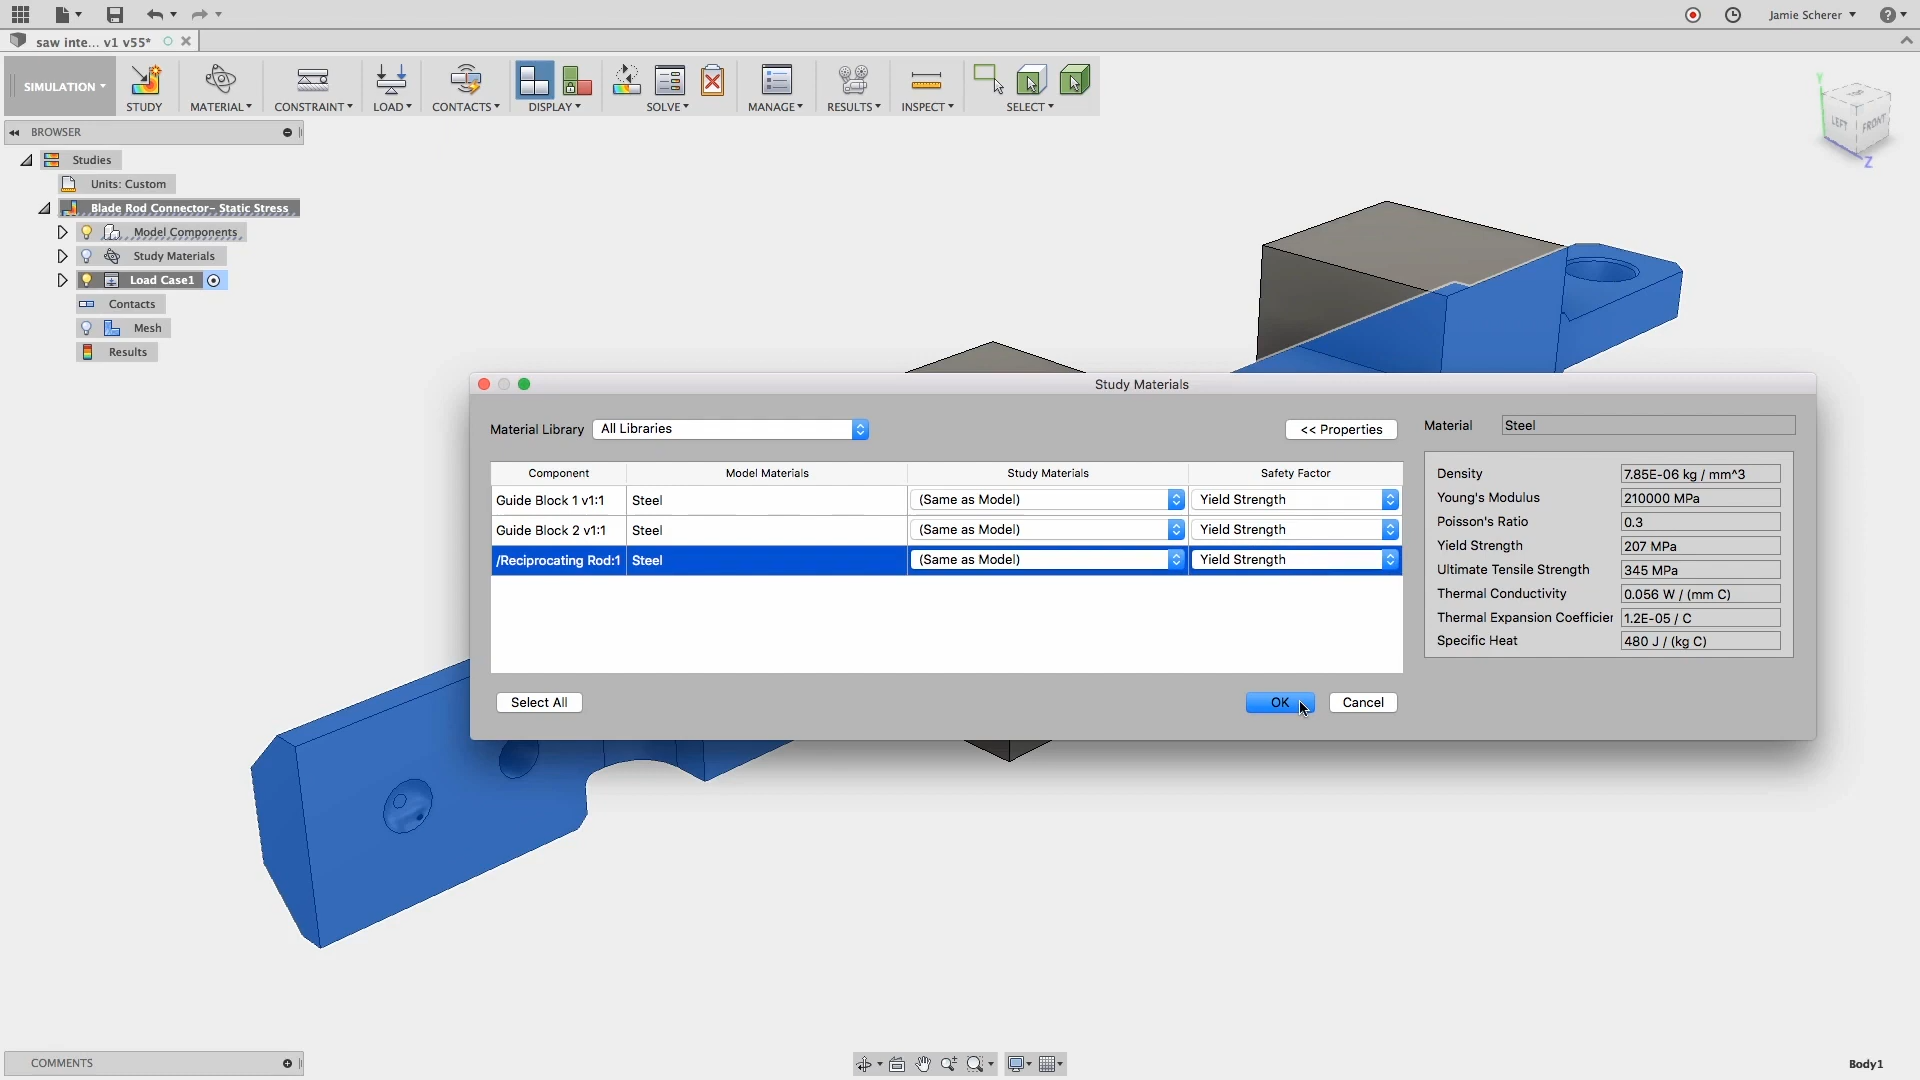 Jamie Scherer
saw inte... v1 v55*
SIMULATION
STUDY
MATERIAL
CONSTRAINT
LOAD
CONTACTS
DISPLAY
SOLVE
MANAGE
RESULTS
INSPECT
SELECT
BROWSER
Studies
Units: Custom
Blade Rod Connector- Static Stress
Model Components
Study Materials
Load Case1
Contacts
Mesh
Results
TOP
LEFT
FRONT
Y
Z
Study Materials
Material Library
All Libraries
<< Properties
Component Model Materials Study Materials Safety Factor
Guide Block 1 v1:1 Steel (Same as Model) Yield Strength
Guide Block 2 v1:1 Steel (Same as Model) Yield Strength
/Reciprocating Rod:1 Steel (Same as Model) Yield Strength
Select All
OK
Cancel
Material Steel
Density 7.85E-06 kg / mm^3
Young's Modulus 210000 MPa
Poisson's Ratio 0.3
Yield Strength 207 MPa
Ultimate Tensile Strength 345 MPa
Thermal Conductivity 0.056 W / (mm C)
Thermal Expansion Coefficier 1.2E-05 / C
Specific Heat 480 J / (kg C)
COMMENTS
Body1